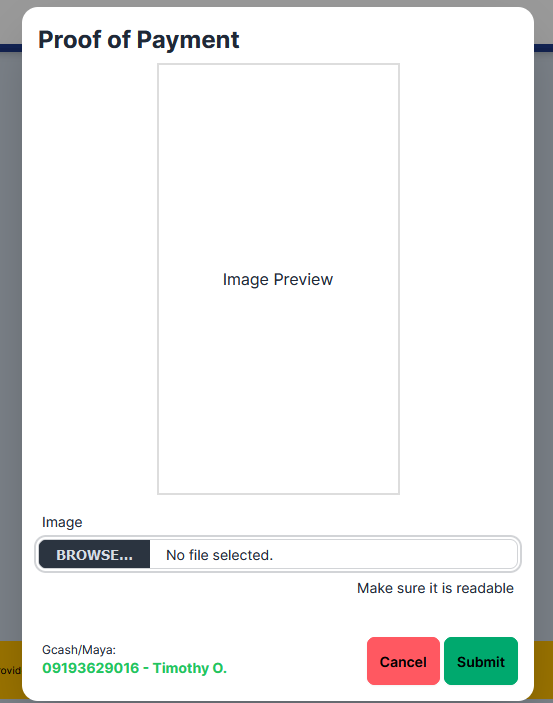 Proof of Payment
Image Preview
Image
BROWSE... No file selected.
Make sure it is readable
Gcash/Maya:
09193629016 - Timothy O.
Cancel Submit